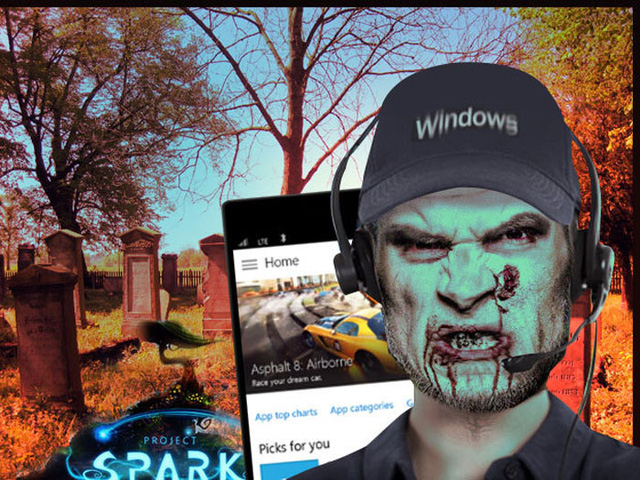 Windows
LTE
Home
Asphalt 8: Airborne
Race your dream car.
App top charts App categories G
Picks for you
PROJECT
SPARK